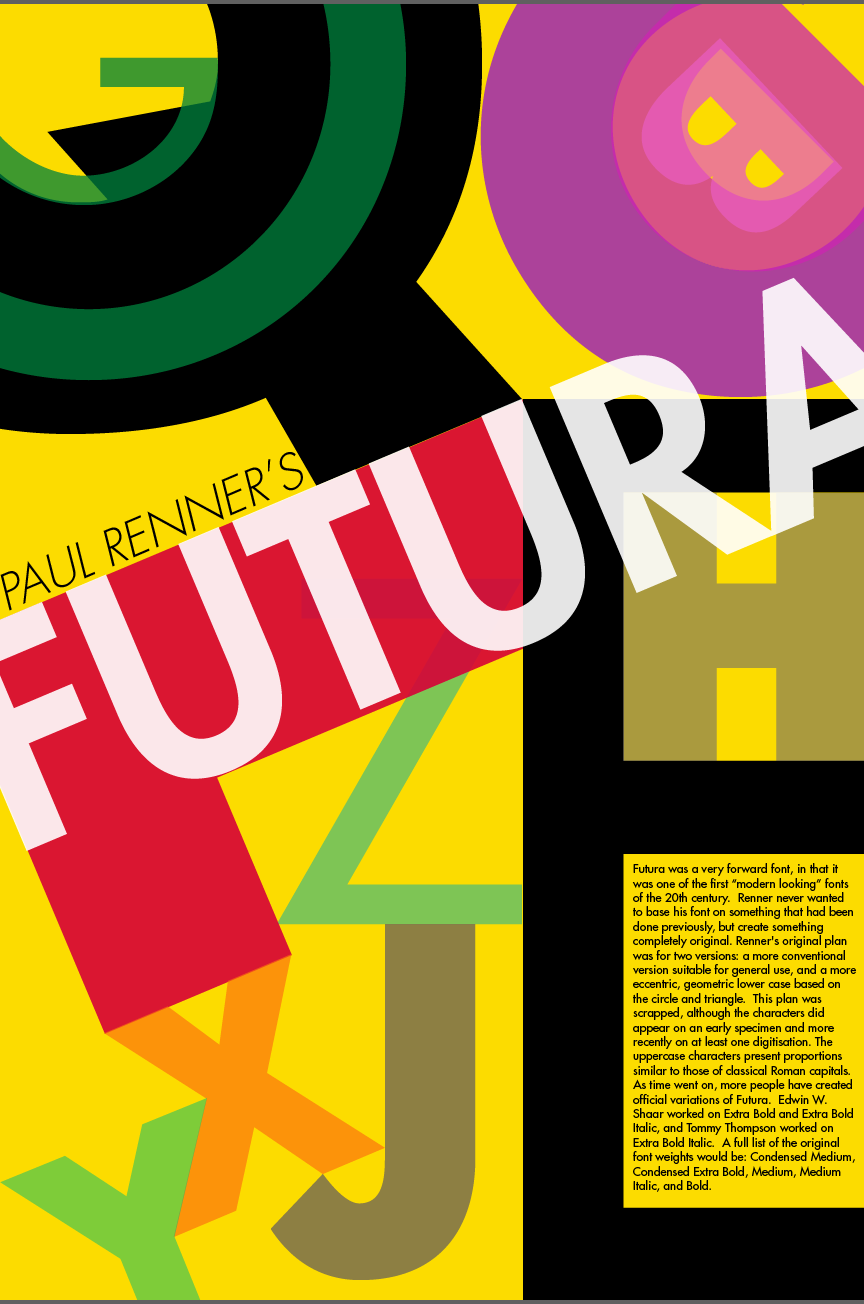 G
B
PAUL RENNER'S
FUTURA
Z
H
X
J
Y
Futura was a very forward font, in that it
was one of the first “modern looking” fonts
of the 20th century.  Renner never wanted
to base his font on something that had been
done previously, but create something
completely original. Renner's original plan
was for two versions: a more conventional
version suitable for general use, and a more
eccentric, geometric lower case based on
the circle and triangle.  This plan was
scrapped, although the characters did
appear on an early specimen and more
recently on at least one digitisation. The
uppercase characters present proportions
similar to those of classical Roman capitals.
As time went on, more people have created
official variations of Futura.  Edwin W.
Shaar worked on Extra Bold and Extra Bold
Italic, and Tommy Thompson worked on
Extra Bold Italic.  A full list of the original
font weights would be: Condensed Medium,
Condensed Extra Bold, Medium, Medium
Italic, and Bold.